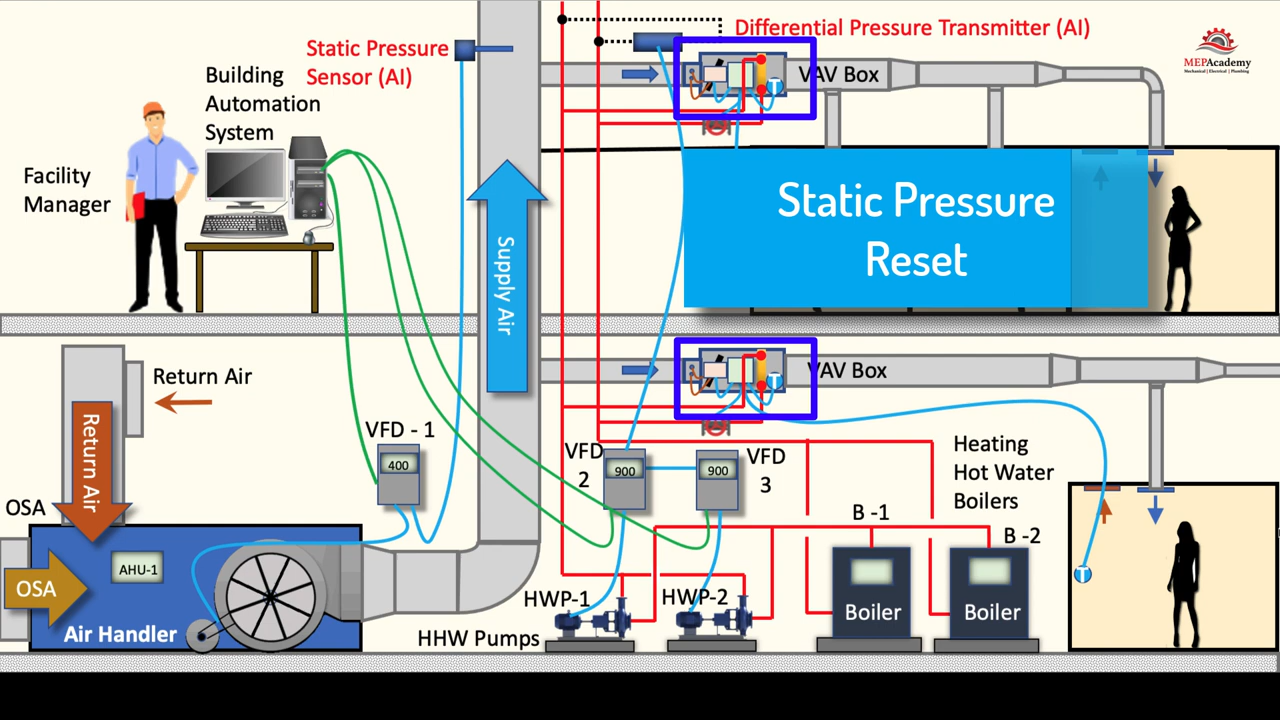 Differential Pressure Transmitter (AI)
MEPAcademy
Mechanical | Electrical | Plumbing
Static Pressure
Sensor (AI)
Building
Automation
System
VAV Box
T
Facility
Manager
Static Pressure
Reset
Supply Air
Return Air
VAV Box
T
Return Air
VFD - 1
400
VFD
2
900
VFD
3
900
Heating
Hot Water
Boilers
OSA
B -1
B -2
AHU-1
OSA
T
HWP-1
HWP-2
Boiler
Boiler
Air Handler
HHW Pumps